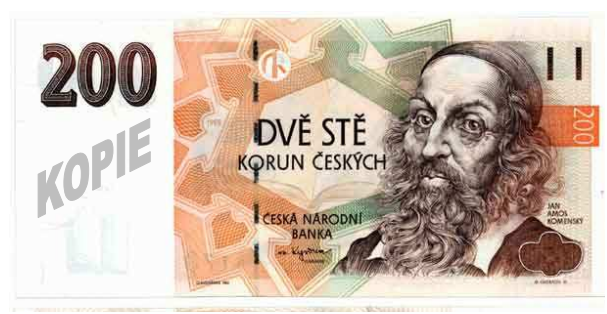 200
KOPIE
DVĚ STĚ
KORUN ČESKÝCH
ČESKÁ NÁRODNÍ
BANKA
200
JAN
AMOS
KOMENSKÝ